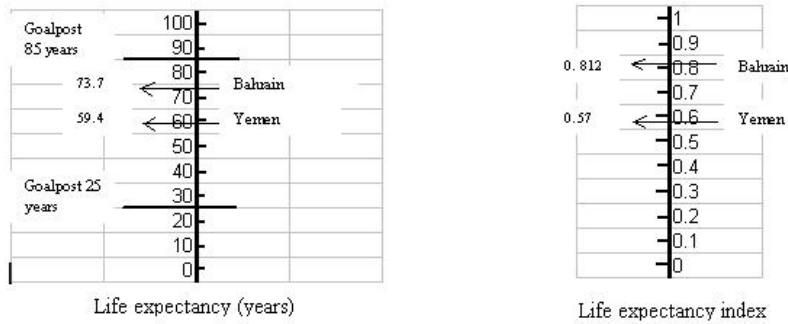 Goalpost
85 years
100
90
80
73.7
Bahrain
70
59.4
60
Yemen
50
40
Goalpost 25
years
30
20
10
0
Life expectancy (years)
1
0.9
0.812
0.8
Bahrain
0.7
0.57
0.6
Yemen
0.5
0.4
0.3
0.2
0.1
0
Life expectancy index